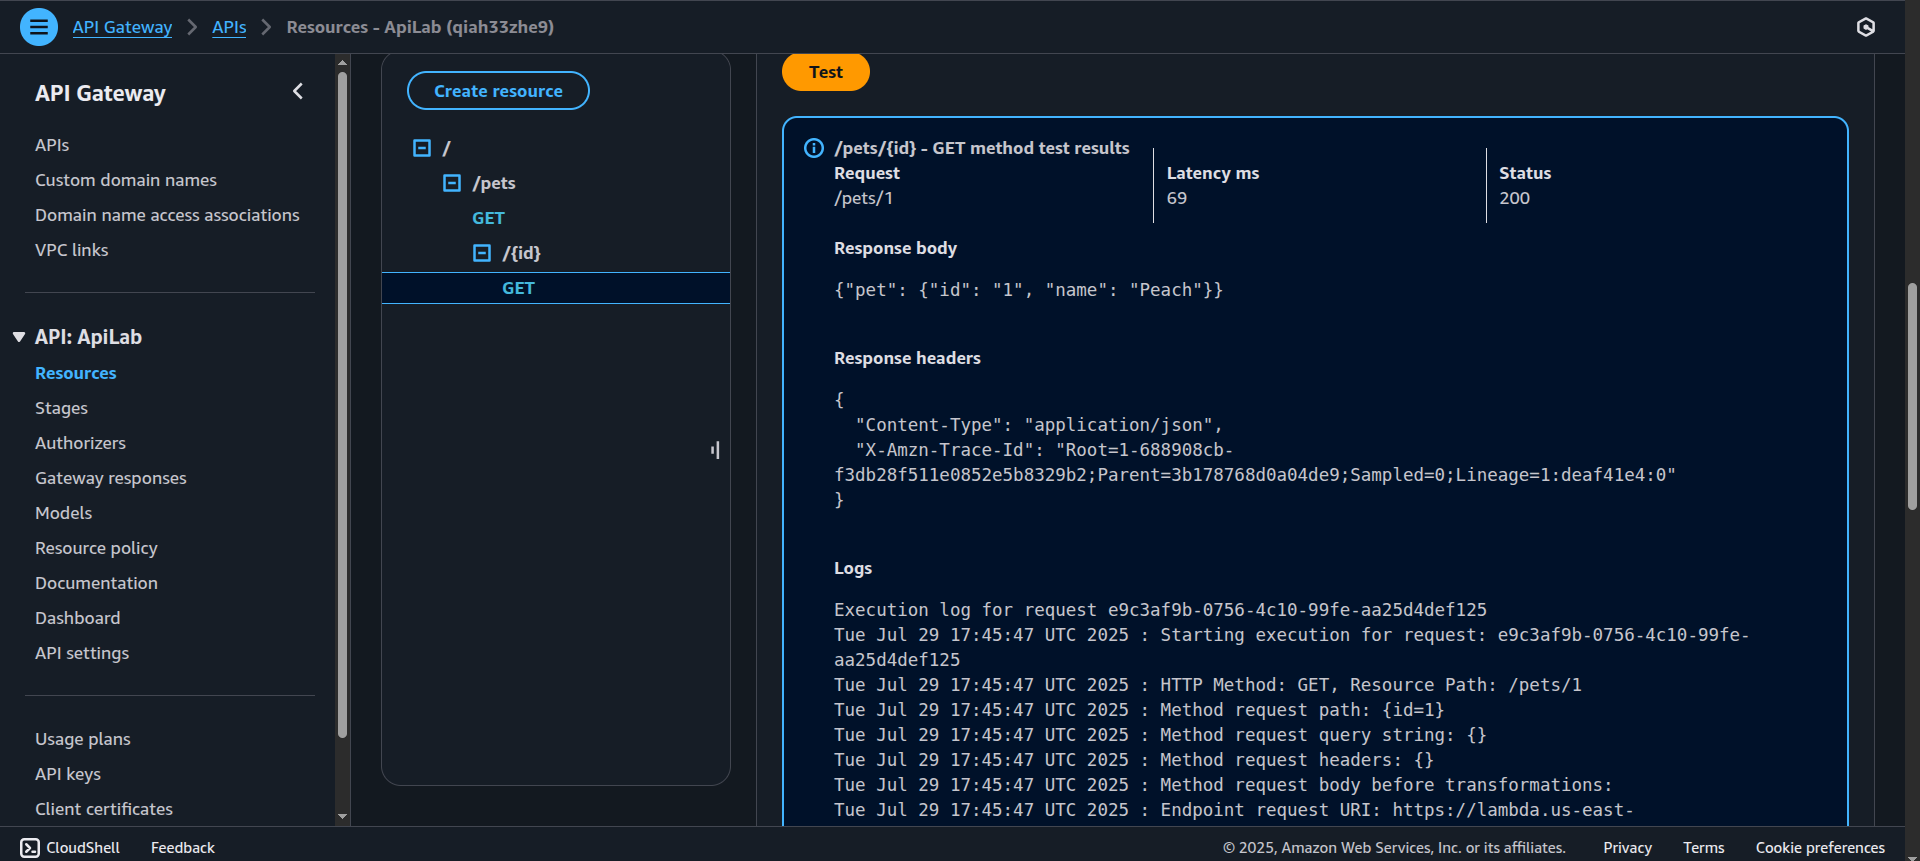 API Gateway > APIs > Resources - ApiLab (qiah33zhe9)
API Gateway
APIs
Custom domain names
Domain name access associations
VPC links
API: ApiLab
Resources
Stages
Authorizers
Gateway responses
Models
Resource policy
Documentation
Dashboard
API settings
Usage plans
API keys
Client certificates
Create resource
/
/pets
GET
/{id}
GET
Test
/pets/{id} - GET method test results
Request
/pets/1
Latency ms
69
Status
200
Response body
{"pet": {"id": "1", "name": "Peach"}}
Response headers
{
"Content-Type": "application/json",
"X-Amzn-Trace-Id": "Root=1-688908cb-
f3db28f511e0852e5b8329b2;Parent=3b178768d0a04de9;Sampled=0;Lineage=1:deaf41e4:0"
}
Logs
Execution log for request e9c3af9b-0756-4c10-99fe-aa25d4def125
Tue Jul 29 17:45:47 UTC 2025 : Starting execution for request: e9c3af9b-0756-4c10-99fe-
aa25d4def125
Tue Jul 29 17:45:47 UTC 2025 : HTTP Method: GET, Resource Path: /pets/1
Tue Jul 29 17:45:47 UTC 2025 : Method request path: {id=1}
Tue Jul 29 17:45:47 UTC 2025 : Method request query string: {}
Tue Jul 29 17:45:47 UTC 2025 : Method request headers: {}
Tue Jul 29 17:45:47 UTC 2025 : Method request body before transformations:
Tue Jul 29 17:45:47 UTC 2025 : Endpoint request URI: https://lambda.us-east-
CloudShell
Feedback
© 2025, Amazon Web Services, Inc. or its affiliates.
Privacy
Terms
Cookie preferences